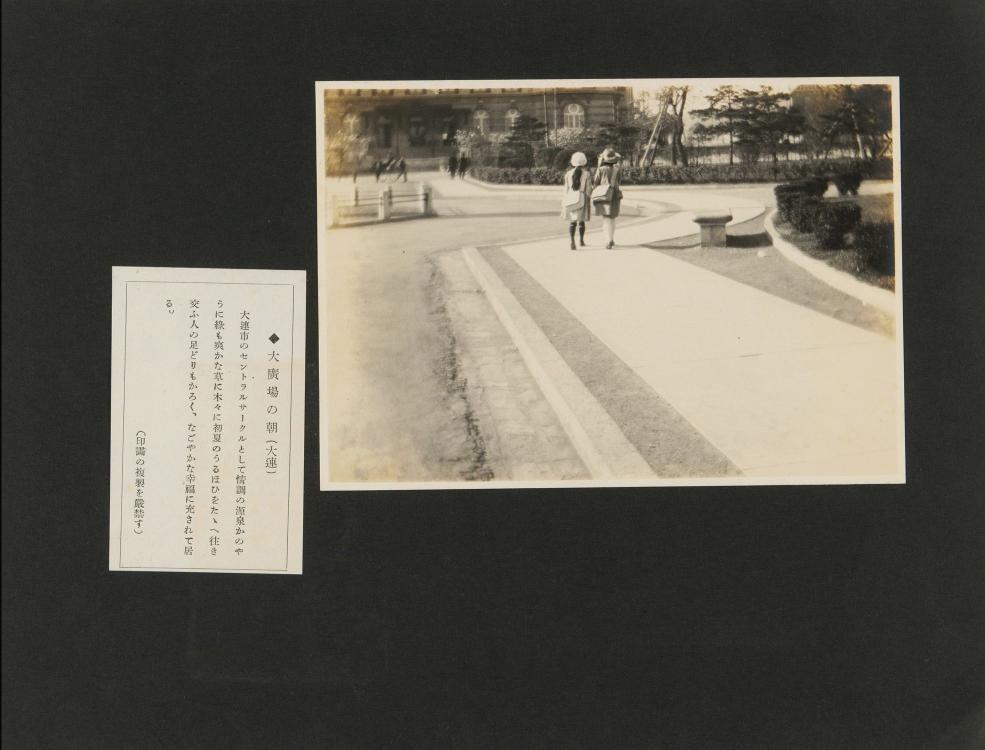 ◆大廣場の朝(大連)
大連市のセントラルサークルとして情調の源泉かのや
うに綠も爽かな草に木々に初夏のうるほひをたゝへ往き
交ふ人の足どりもかろく、なごやかな幸福に充されて居
る。
(印畵の複製を嚴禁す)